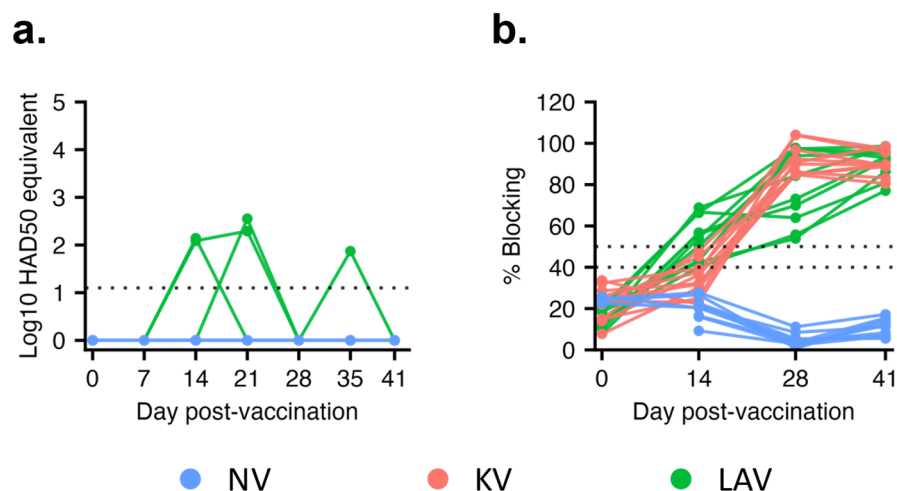 a.
Log10 HAD50 equivalent
5
4
3
2
1
0
0 7 14 21 28 35 41
Day post-vaccination
b.
% Blocking
120
100
80
60
40
20
0
0 14 28 41
Day post-vaccination
NV KV LAV